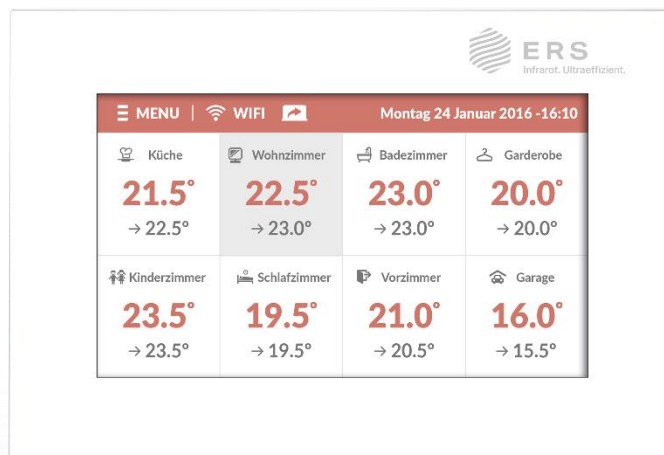 ERS
Infrarot. Ultraeffizient.
MENU | WIFI Montag 24 Januar 2016 -16:10
Küche Wohnzimmer Badezimmer Garderobe
21.5° 22.5° 23.0° 20.0°
→ 22.5° → 23.0° → 23.0° → 20.0°
Kinderzimmer Schlafzimmer Vorzimmer Garage
23.5° 19.5° 21.0° 16.0°
→ 23.5° → 19.5° → 20.5° → 15.5°